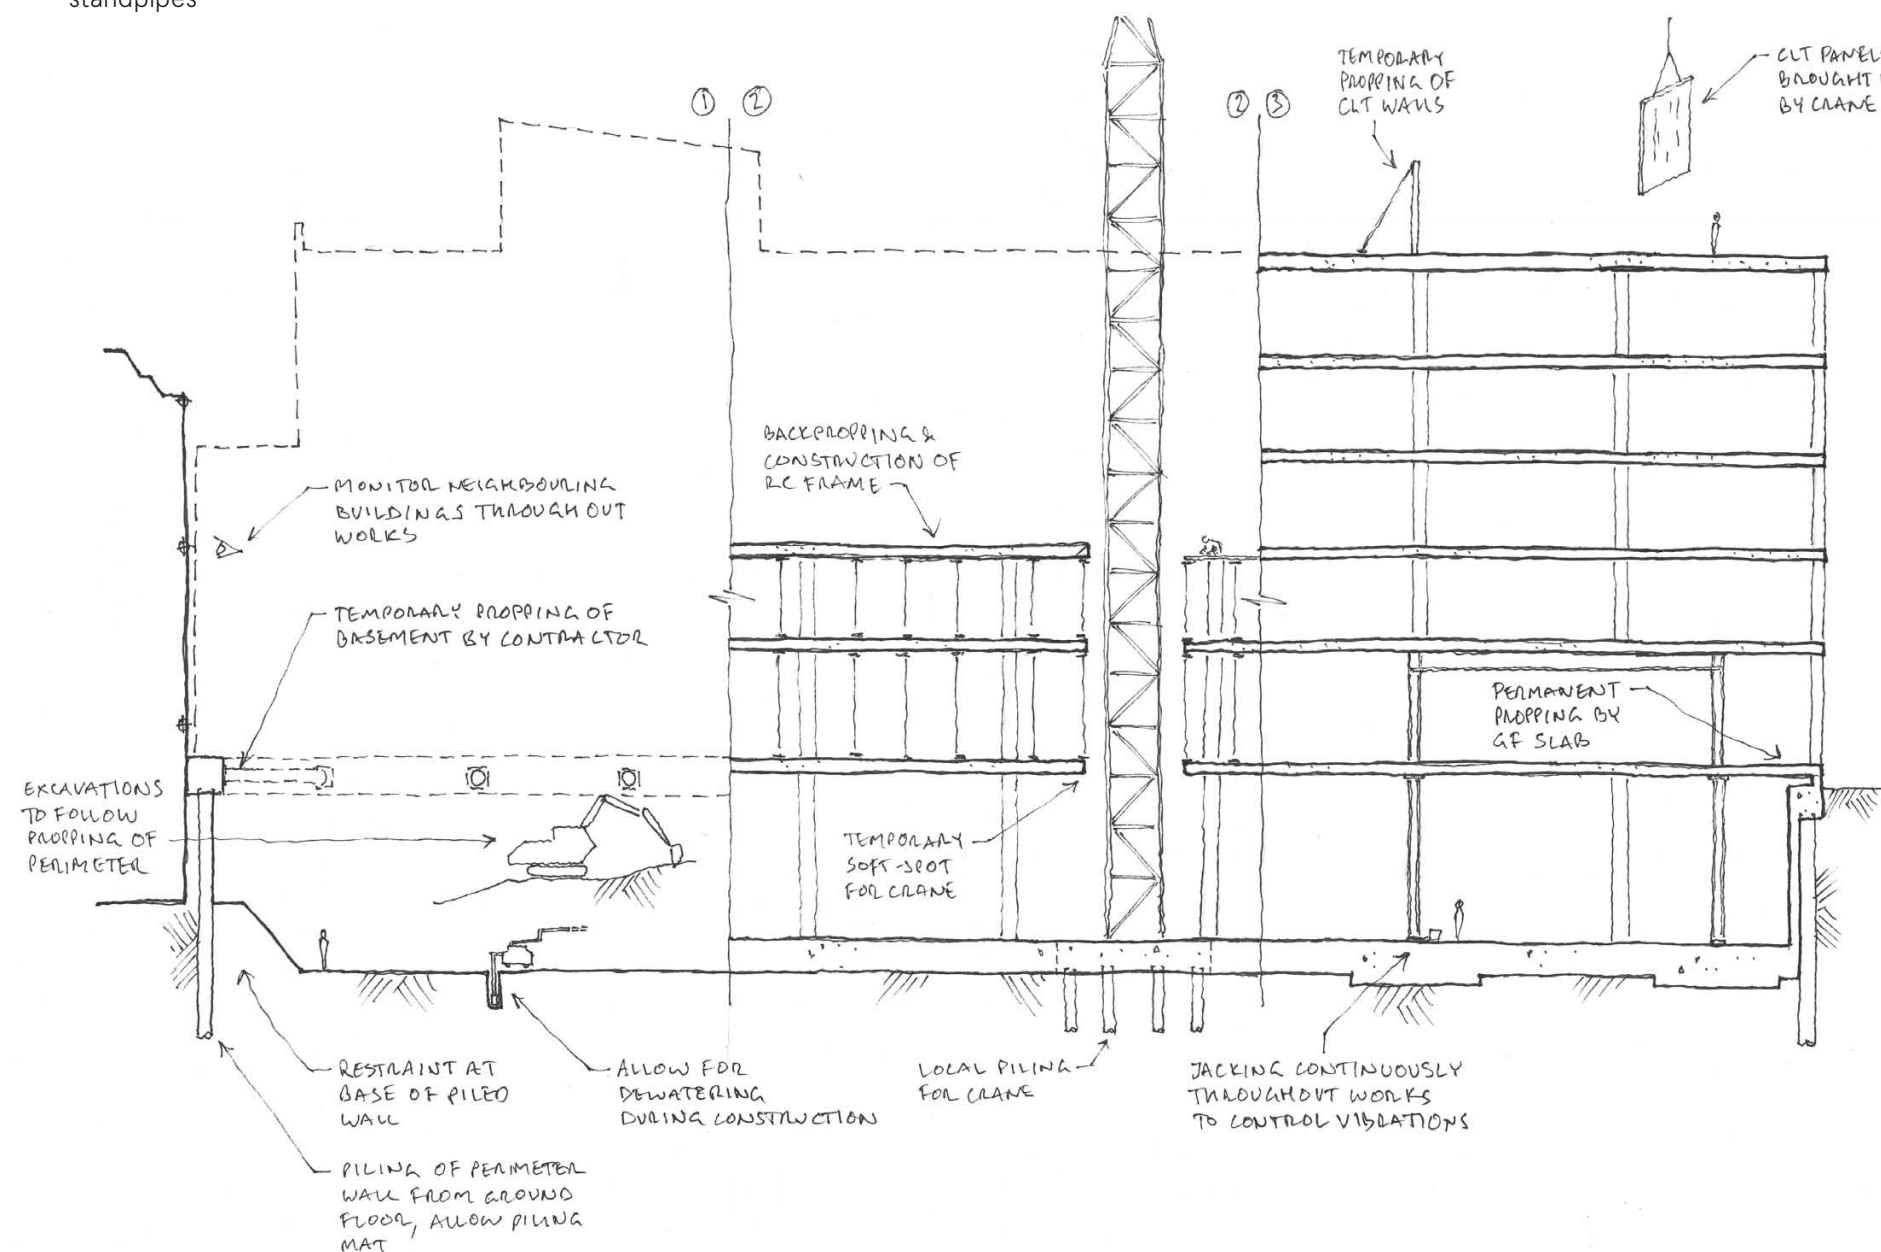 standpipes
① ②
② ③
TEMPORARY
PROPPING OF
CLT WALLS
CLT PANEL
BROUGHT
BY CRANE
BACKPROPPING &
CONSTRUCTION OF
RC FRAME
MONITOR NEIGHBOURING
BUILDINGS THROUGHOUT
WORKS
TEMPORARY PROPPING OF
BASEMENT BY CONTRACTOR
PERMANENT
PROPPING BY
GF SLAB
EXCAVATIONS
TO FOLLOW
PROPPING OF
PERIMETER
TEMPORARY
SOFT-SPOT
FOR CRANE
RESTRAINT AT
BASE OF PILED
WALL
ALLOW FOR
DEWATERING
DURING CONSTRUCTION
LOCAL PILING
FOR CRANE
JACKING CONTINUOUSLY
THROUGHOUT WORKS
TO CONTROL VIBRATIONS
PILING OF PERIMETER
WALL FROM GROUND
FLOOR, ALLOW PILING
MAT